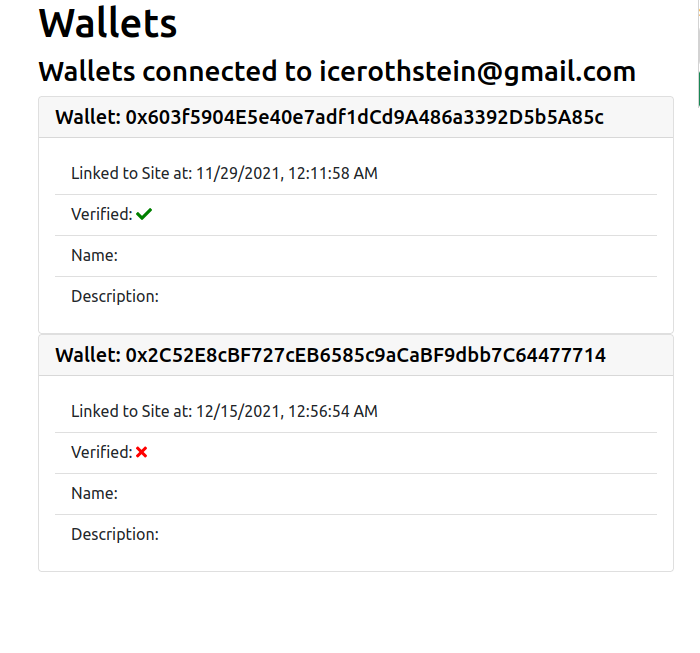 Wallets
Wallets connected to icerothstein@gmail.com
Wallet: 0x603f5904E5e40e7adf1dCd9A486a3392D5b5A85c
Linked to Site at: 11/29/2021, 12:11:58 AM
Verified:
Name:
Description:
Wallet: 0x2C52E8cBF727cEB6585c9aCaBF9dbb7C64477714
Linked to Site at: 12/15/2021, 12:56:54 AM
Verified:
Name:
Description: